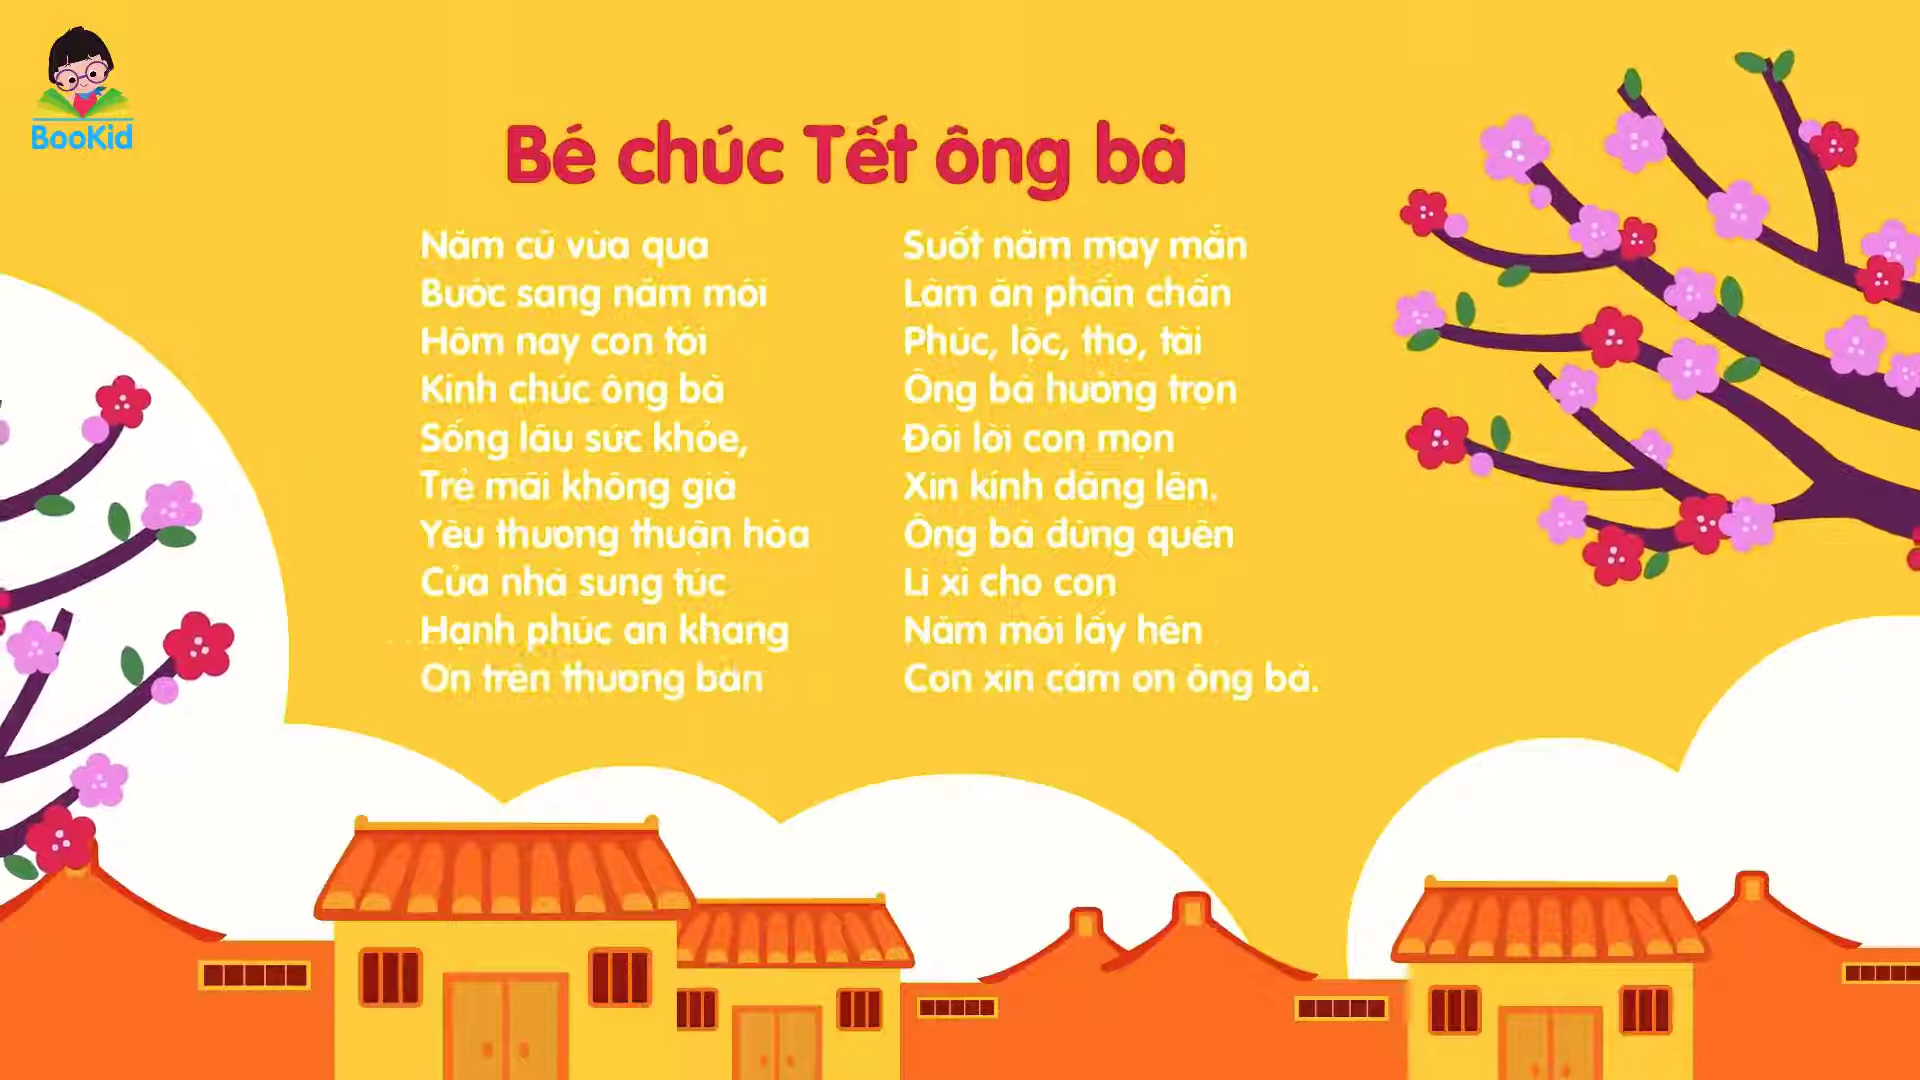 BooKid
Bé chúc Tết ông bà
Năm cũ vừa qua
Bước sang năm mới
Hôm nay con tới
Kính chúc ông bà
Sống lâu sức khỏe,
Trẻ mãi không già
Yêu thương thuận hòa
Cửa nhà sung túc
Hạnh phúc an khang
Ơn trên thương bàn
Suốt năm may mắn
Làm ăn phấn chấn
Phúc, lộc, thọ, tài
Ông bà hưởng trọn
Đôi lời con mọn
Xin kính dâng lên.
Ông bà đừng quên
Lì xì cho con
Năm mới lấy hên
Con xin cám ơn ông bà.